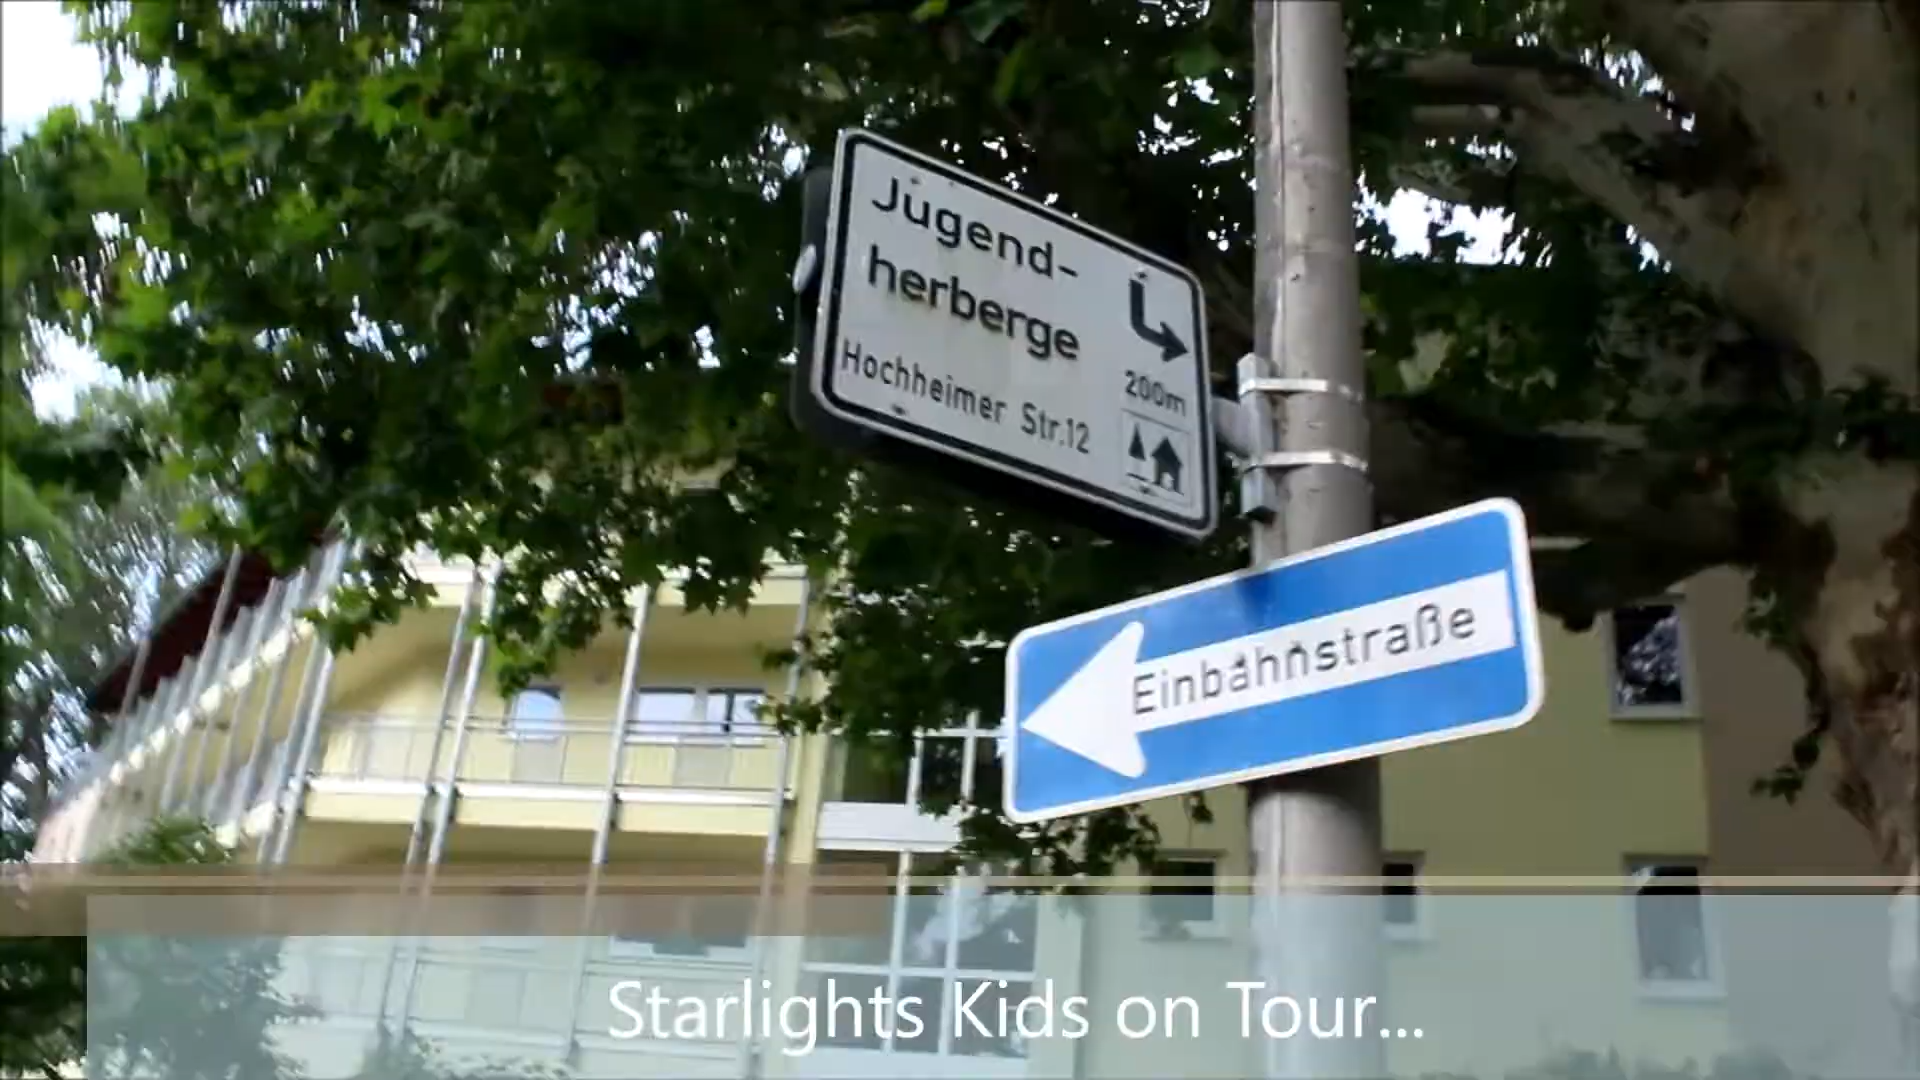 Jugend-
herberge
Hochheimer Str.12
200m
Einbahnstraße
Starlights Kids on Tour...